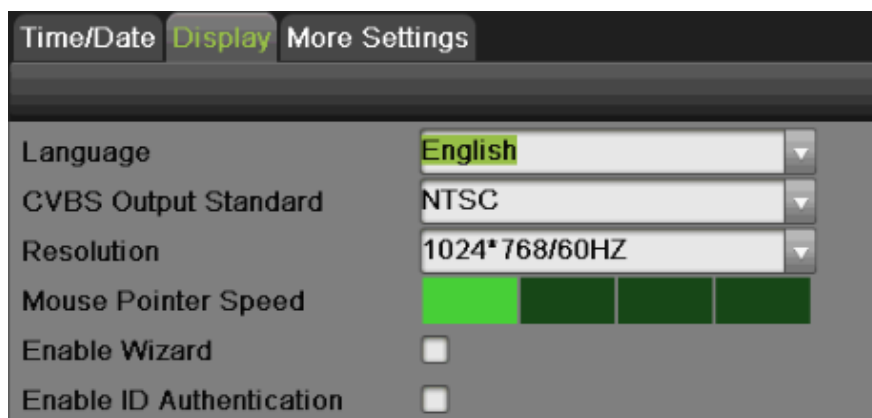 Time/Date Display More Settings
Language English
CVBS Output Standard NTSC
Resolution 1024*768/60HZ
Mouse Pointer Speed
Enable Wizard
Enable ID Authentication